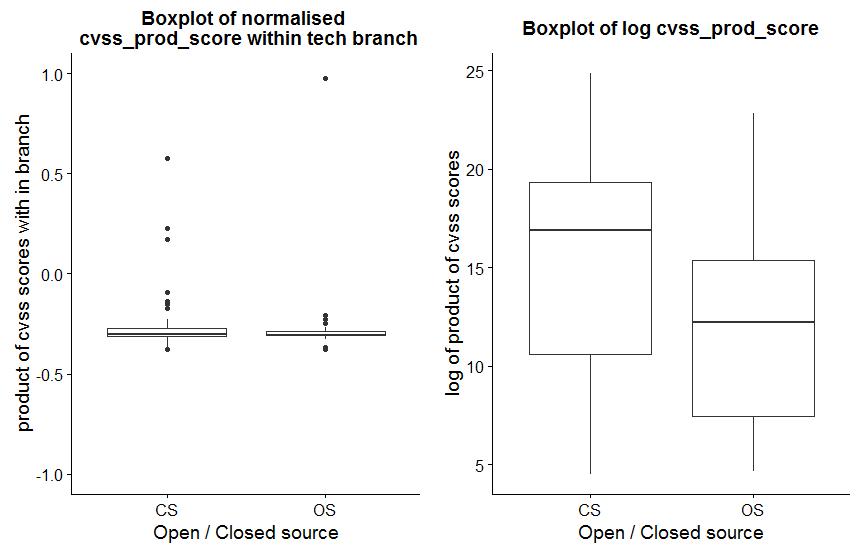 Boxplot of normalised
cvss_prod_score within tech branch
product of cvss scores with in branch
1.0
0.5
0.0
-0.5
-1.0
CS
OS
Open / Closed source
Boxplot of log cvss_prod_score
log of product of cvss scores
25
20
15
10
5
CS
OS
Open / Closed source